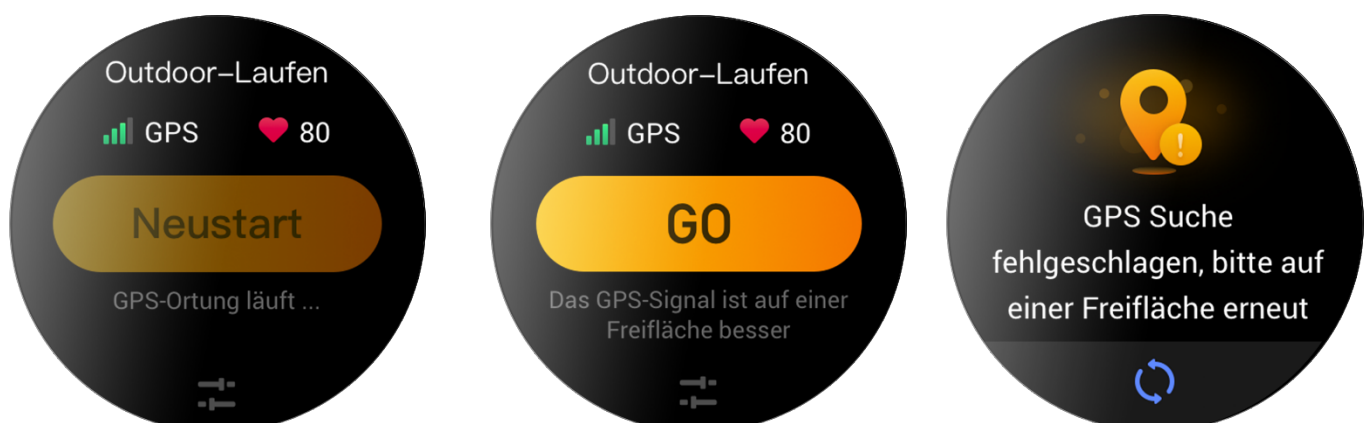 Outdoor-Laufen
GPS 80
Neustart
GPS-Ortung läuft ...
Outdoor-Laufen
GPS 80
GO
Das GPS-Signal ist auf einer
Freifläche besser
!
GPS Suche
fehlgeschlagen, bitte auf
einer Freifläche erneut